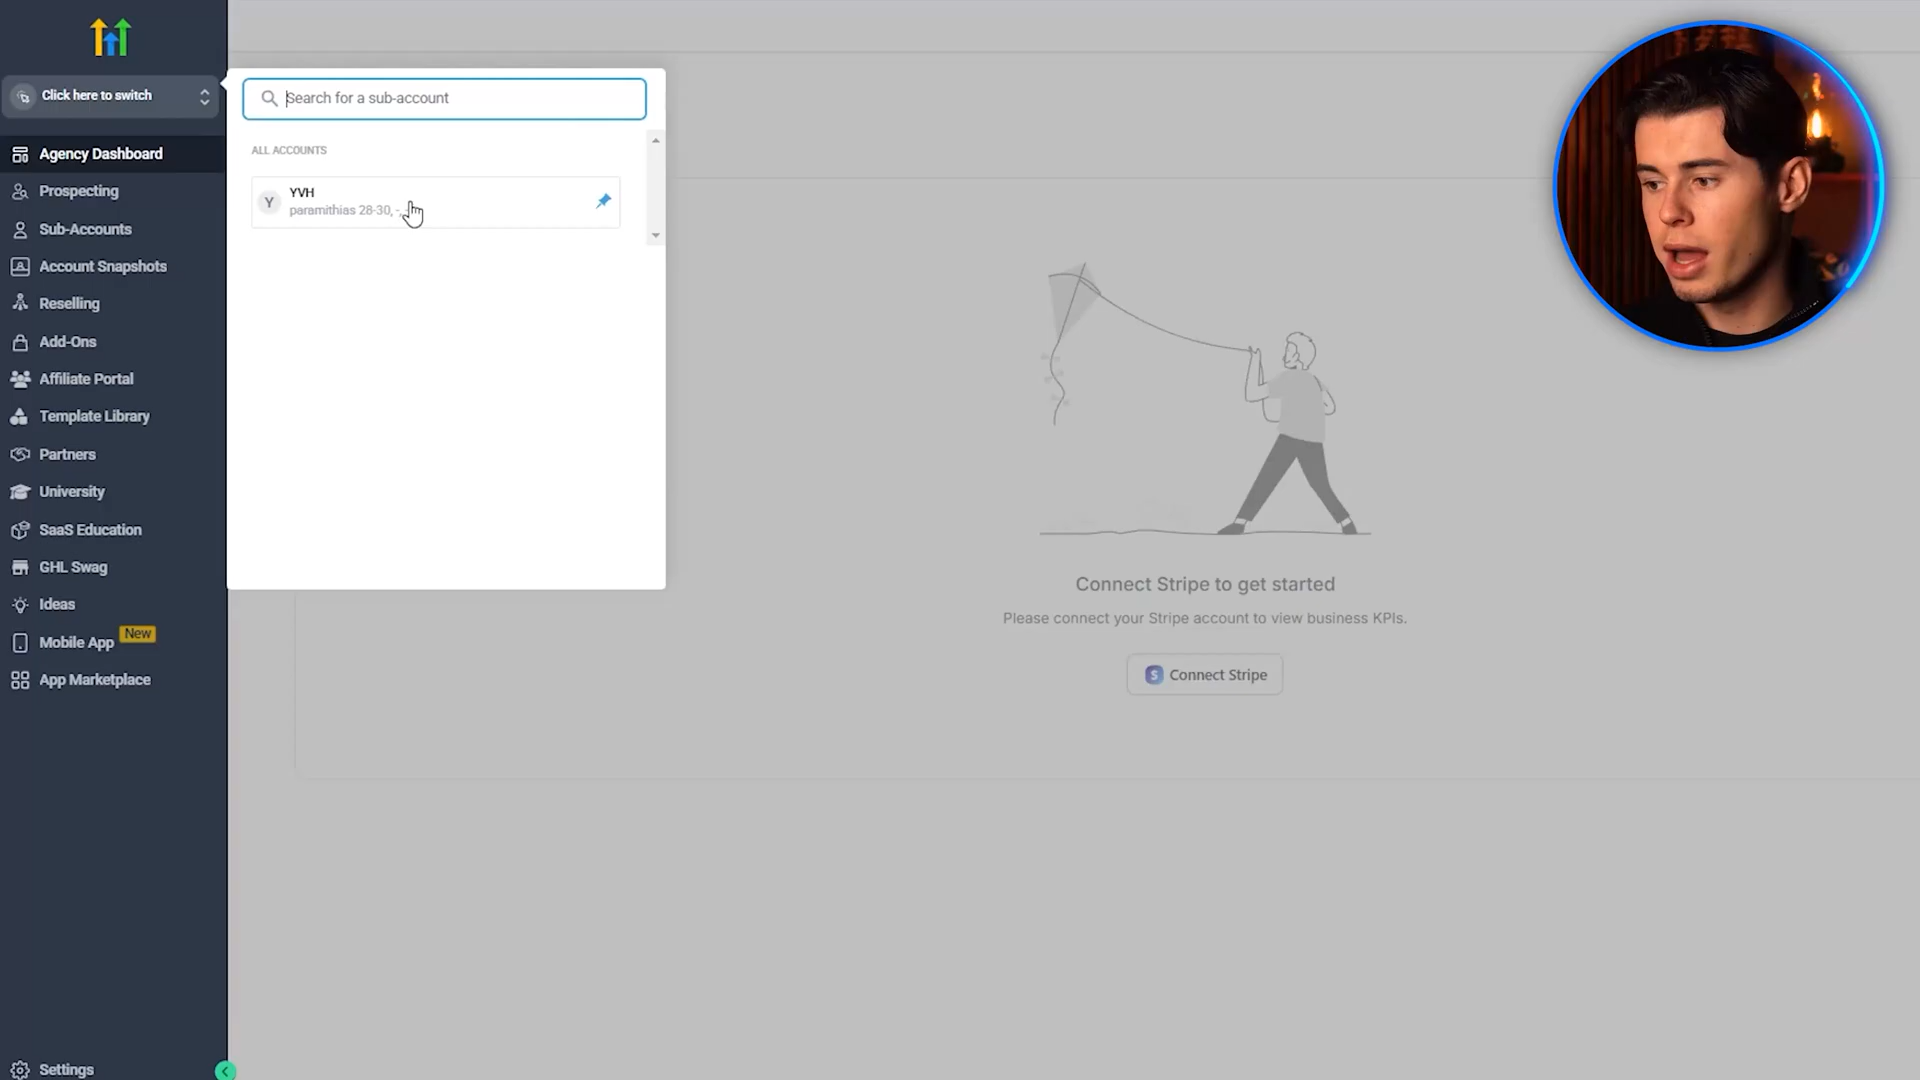 Click here to switch
Agency Dashboard
Prospecting
Sub-Accounts
Account Snapshots
Reselling
Add-Ons
Affiliate Portal
Template Library
Partners
University
SaaS Education
GHL Swag
Ideas
Mobile App New
App Marketplace
Settings
Search for a sub-account
ALL ACCOUNTS
Y
YVH
paramithias 28-30, -,
Connect Stripe to get started
Please connect your Stripe account to view business KPIs.
S Connect Stripe